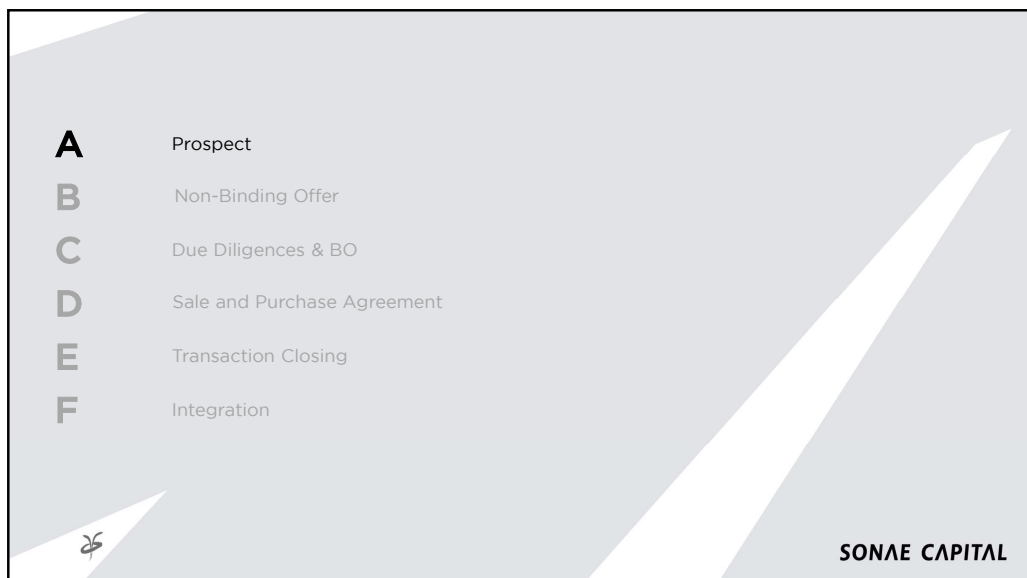 A Prospect
B Non-Binding Offer
C Due Diligences & BO
D Sale and Purchase Agreement
E Transaction Closing
F Integration
SONAE CAPITAL